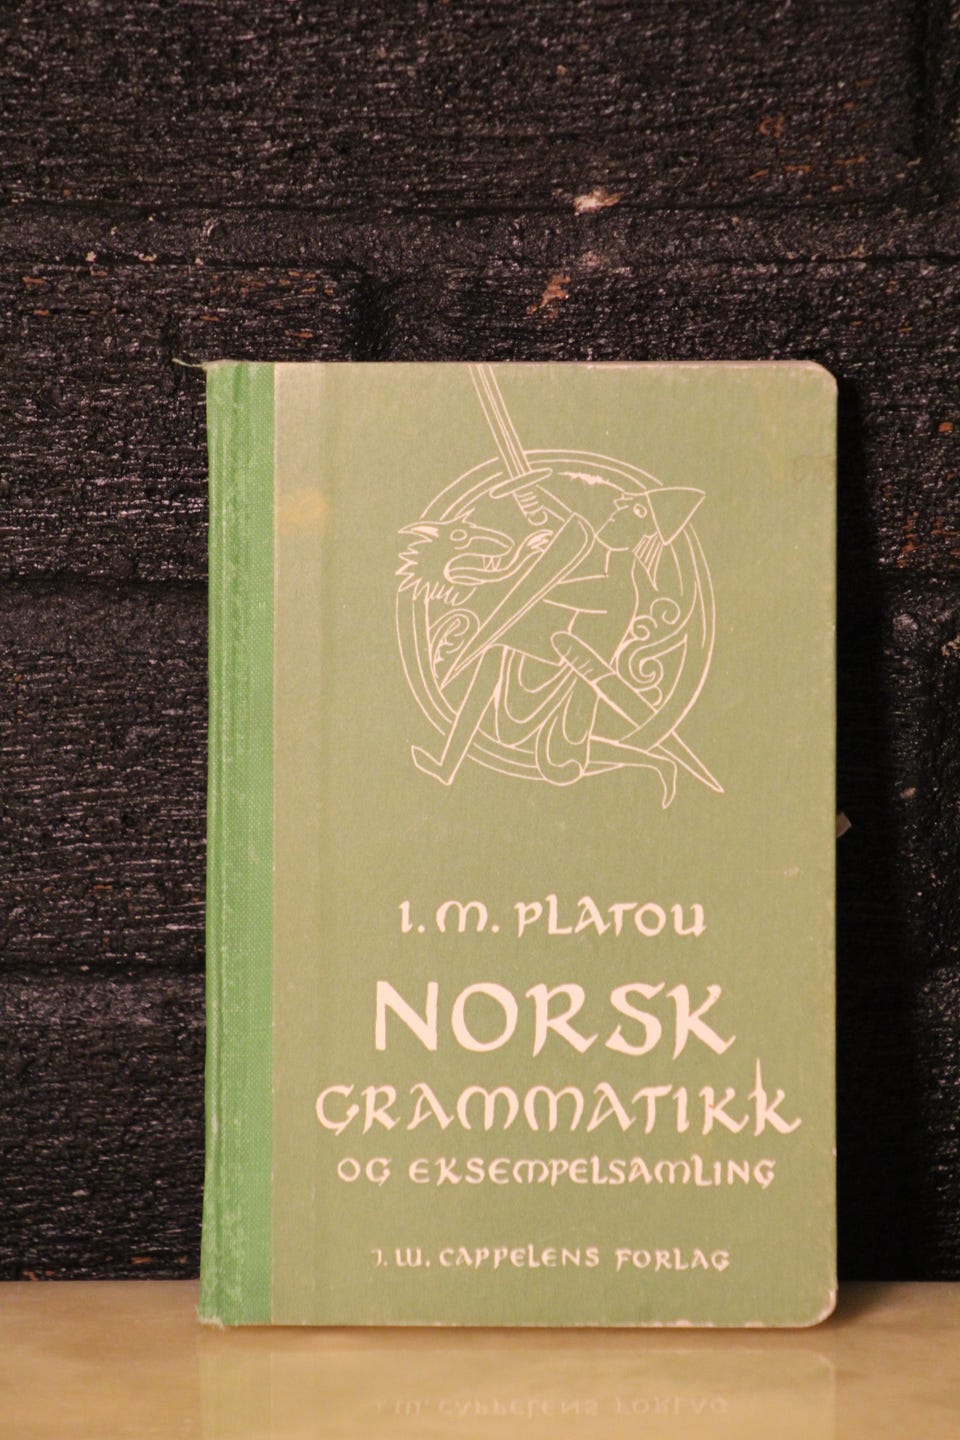 I. M. PLATOU
NORSK
GRAMMATIKK
OG EKSEMPELSAMLING
J. W. CAPPELENS FORLAG